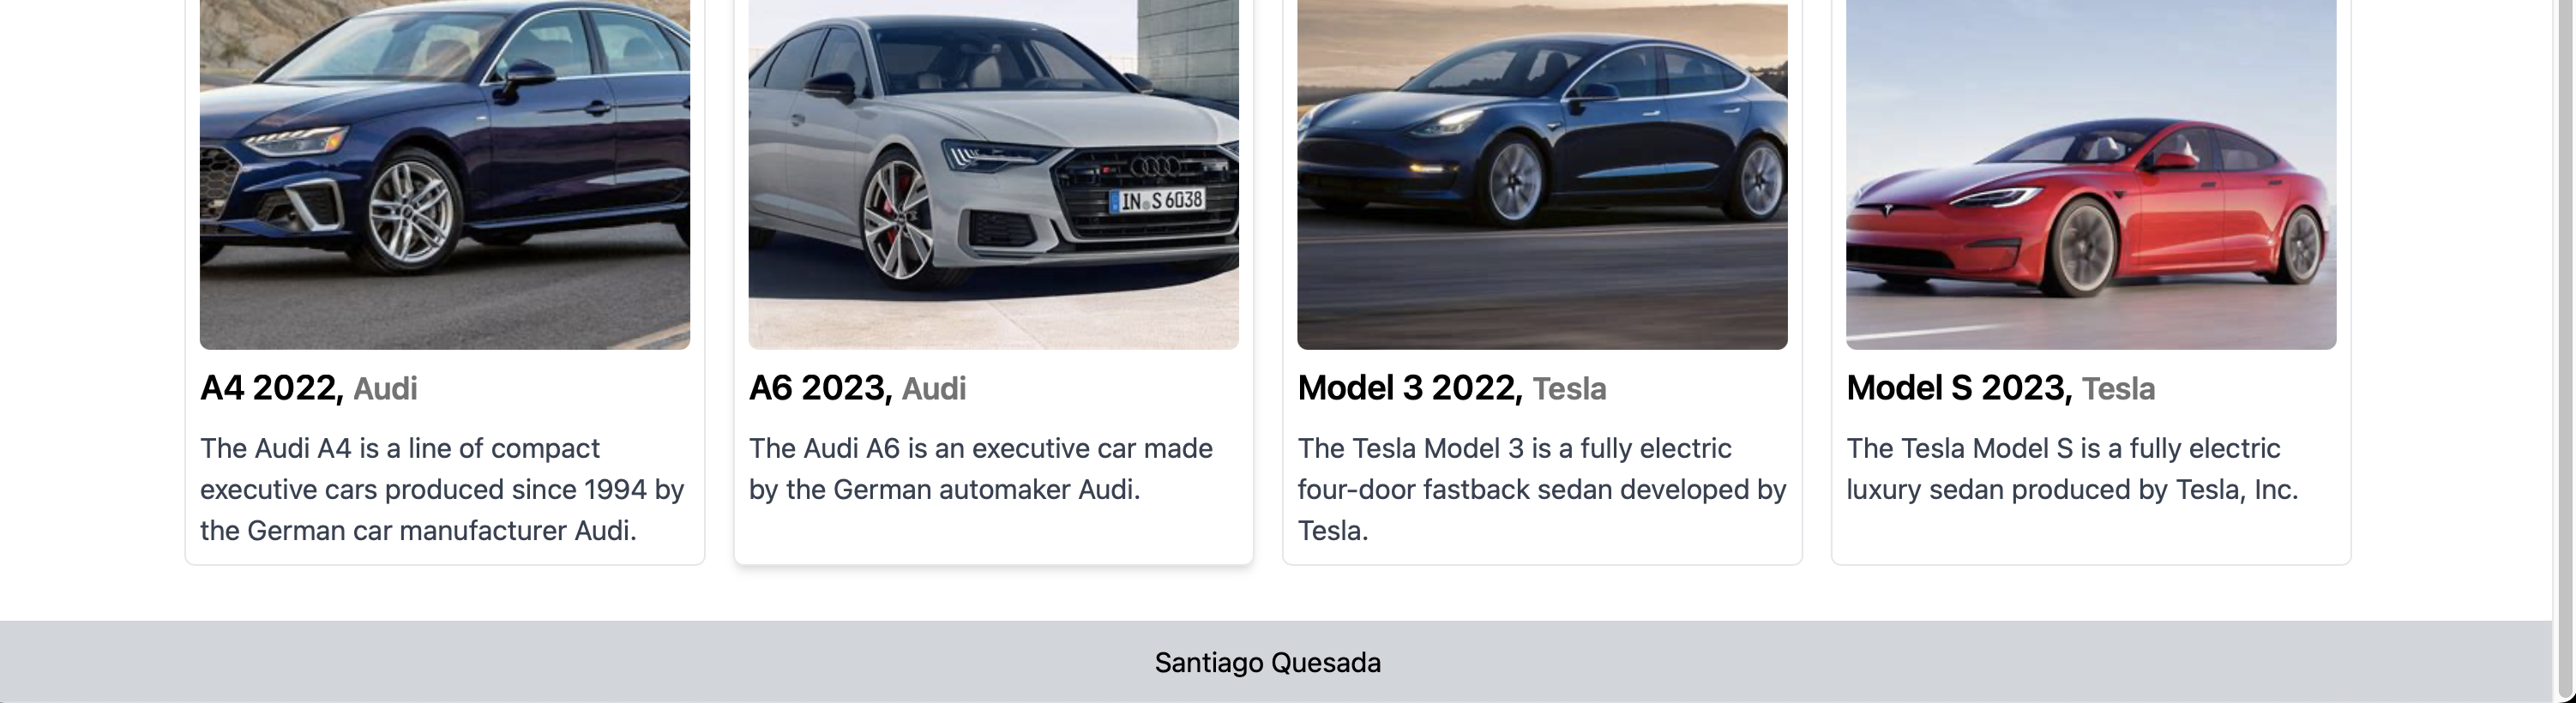 IN S 6038
A4 2022, Audi
The Audi A4 is a line of compact
executive cars produced since 1994 by
the German car manufacturer Audi.
A6 2023, Audi
The Audi A6 is an executive car made
by the German automaker Audi.
Model 3 2022, Tesla
The Tesla Model 3 is a fully electric
four-door fastback sedan developed by
Tesla.
Model S 2023, Tesla
The Tesla Model S is a fully electric
luxury sedan produced by Tesla, Inc.
Santiago Quesada